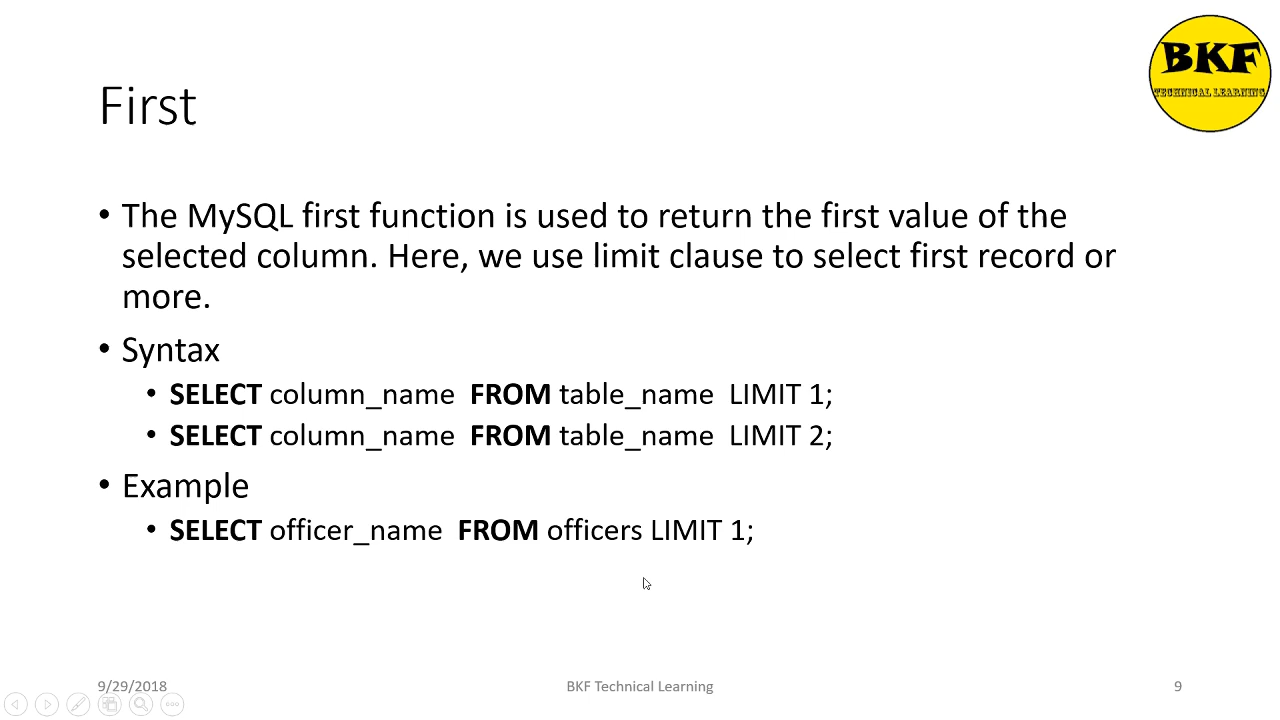 BKF
TECHNICAL LEARNING
First
• The MySQL first function is used to return the first value of the
selected column. Here, we use limit clause to select first record or
more.
• Syntax
• SELECT column_name FROM table_name LIMIT 1;
• SELECT column_name FROM table_name LIMIT 2;
• Example
• SELECT officer_name FROM officers LIMIT 1;
9/29/2018
BKF Technical Learning
9